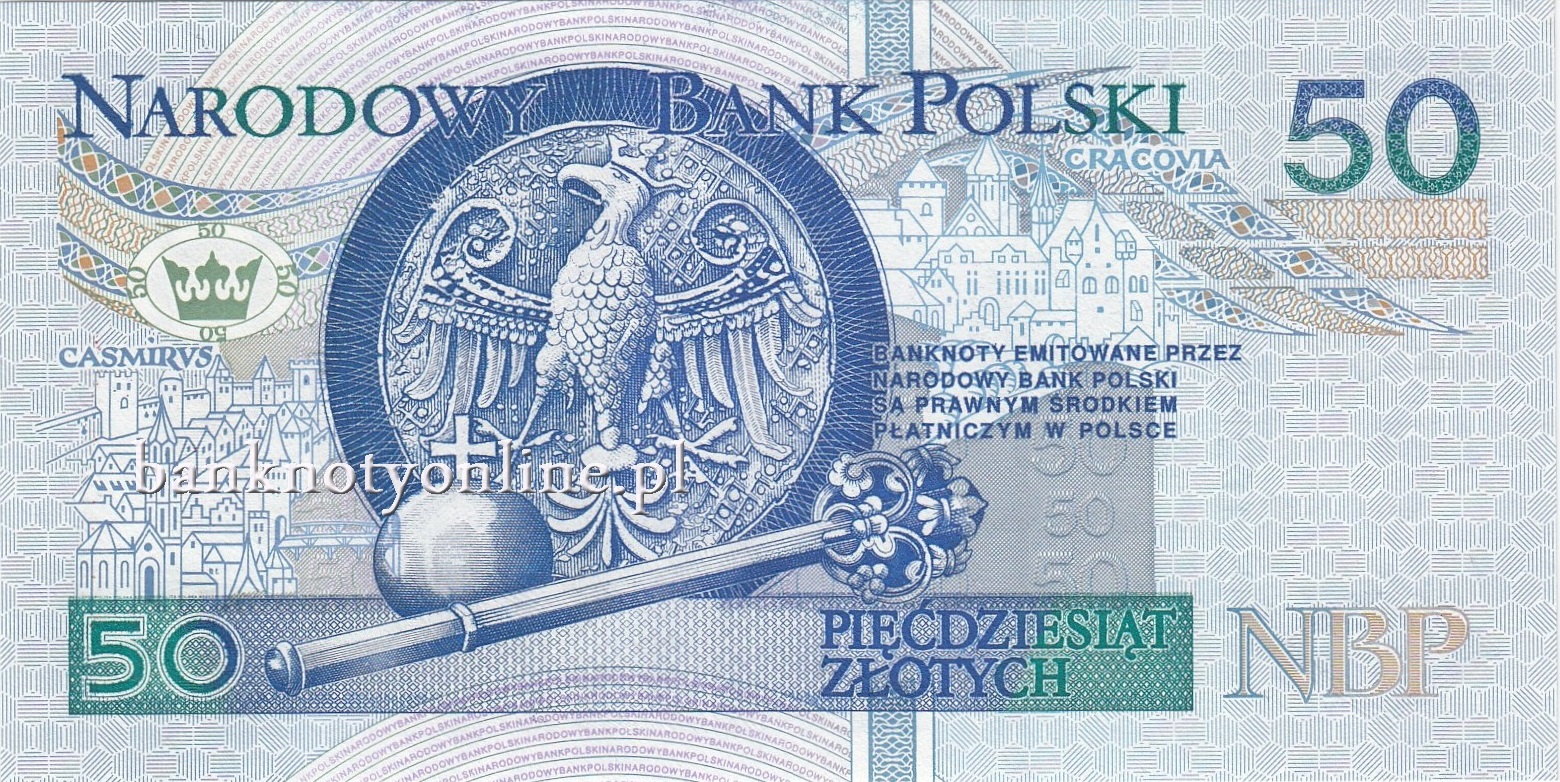 NARODOWY BANK POLSKI
50
CRACOVIA
50
50
50
50
CASMIRVS
BANKNOTY EMITOWANE PRZEZ
NARODOWY BANK POLSKI
SĄ PRAWNYM ŚRODKIEM
PŁATNICZYM W POLSCE
banknotyonline.pl
50
50
50
50
PIĘĆDZIESIĄT
ZŁOTYCH
NBP